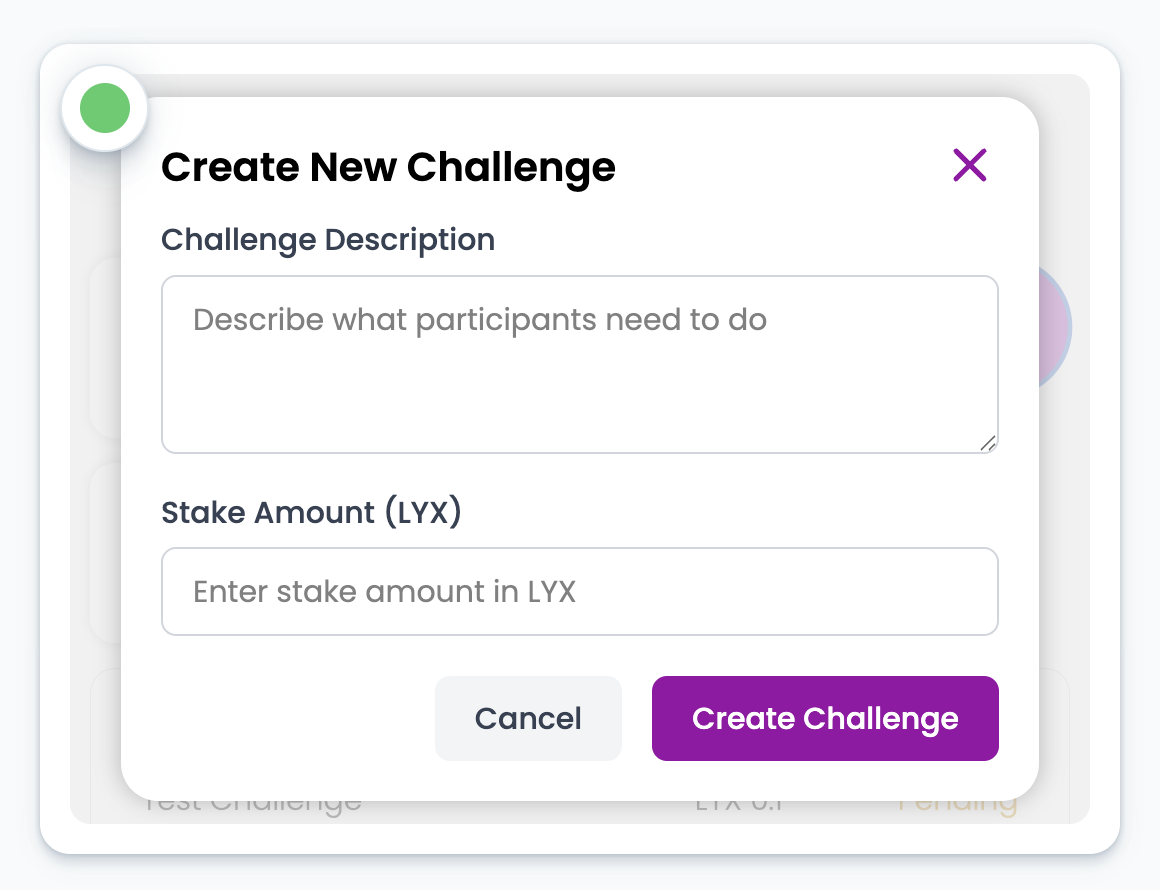 Create New Challenge
Challenge Description
Describe what participants need to do
Stake Amount (LYX)
Enter stake amount in LYX
Cancel
Create Challenge
Test Challenge
LYX 0.1
Pending